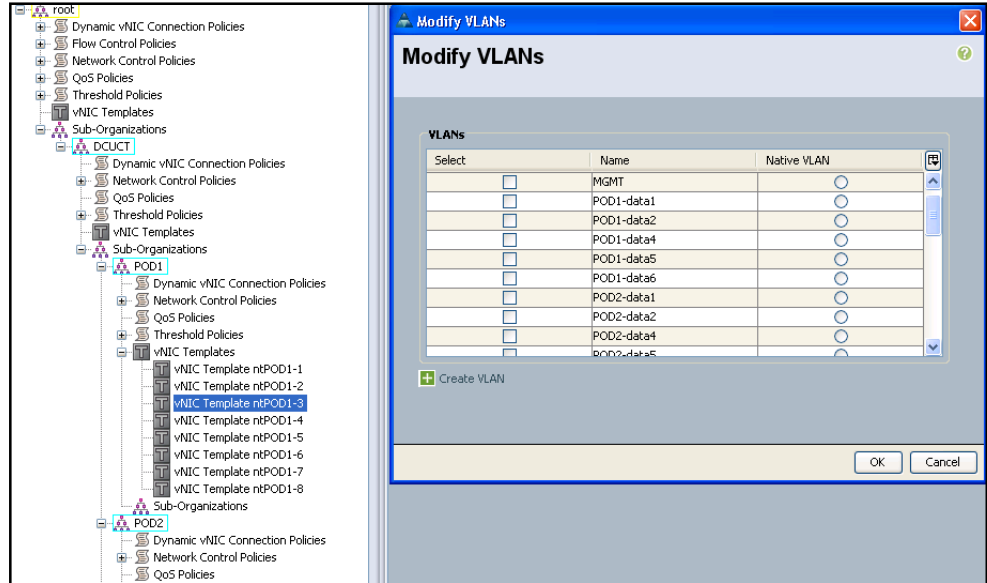 root
Dynamic vNIC Connection Policies
Flow Control Policies
Network Control Policies
QoS Policies
Threshold Policies
vNIC Templates
Sub-Organizations
DCUCT
Dynamic vNIC Connection Policies
Network Control Policies
QoS Policies
Threshold Policies
vNIC Templates
Sub-Organizations
POD1
Dynamic vNIC Connection Policies
Network Control Policies
QoS Policies
Threshold Policies
vNIC Templates
vNIC Template ntPOD1-1
vNIC Template ntPOD1-2
vNIC Template ntPOD1-3
vNIC Template ntPOD1-4
vNIC Template ntPOD1-5
vNIC Template ntPOD1-6
vNIC Template ntPOD1-7
vNIC Template ntPOD1-8
Sub-Organizations
POD2
Dynamic vNIC Connection Policies
Network Control Policies
QoS Policies
Modify VLANs
Modify VLANs
VLANs
Select Name Native VLAN
MGMT
POD1-data1
POD1-data2
POD1-data4
POD1-data5
POD1-data6
POD2-data1
POD2-data2
POD2-data4
POD2-data5
Create VLAN
OK Cancel